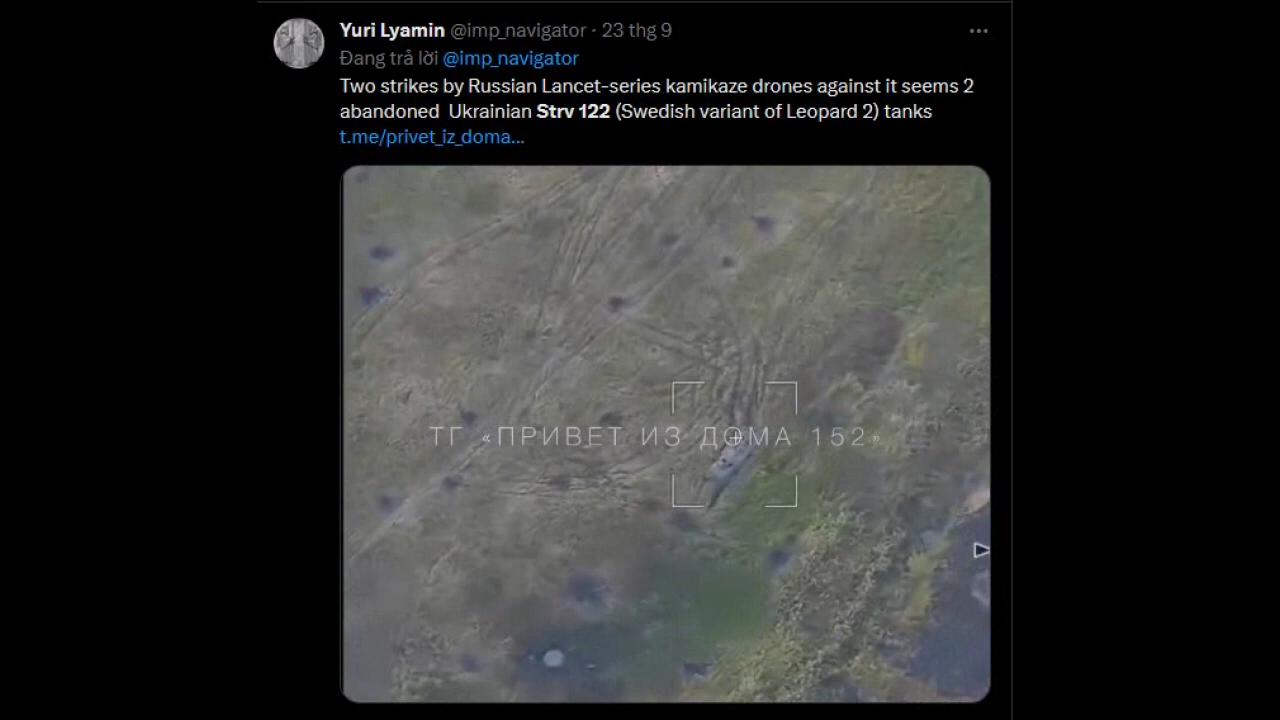 Yuri Lyamin @imp_navigator · 23 thg 9
Đang trả lời @imp_navigator
Two strikes by Russian Lancet-series kamikaze drones against it seems 2
abandoned Ukrainian Strv 122 (Swedish variant of Leopard 2) tanks
t.me/privet_iz_doma...
ТГ «ПРИВЕТ ИЗ ДОМА 152»